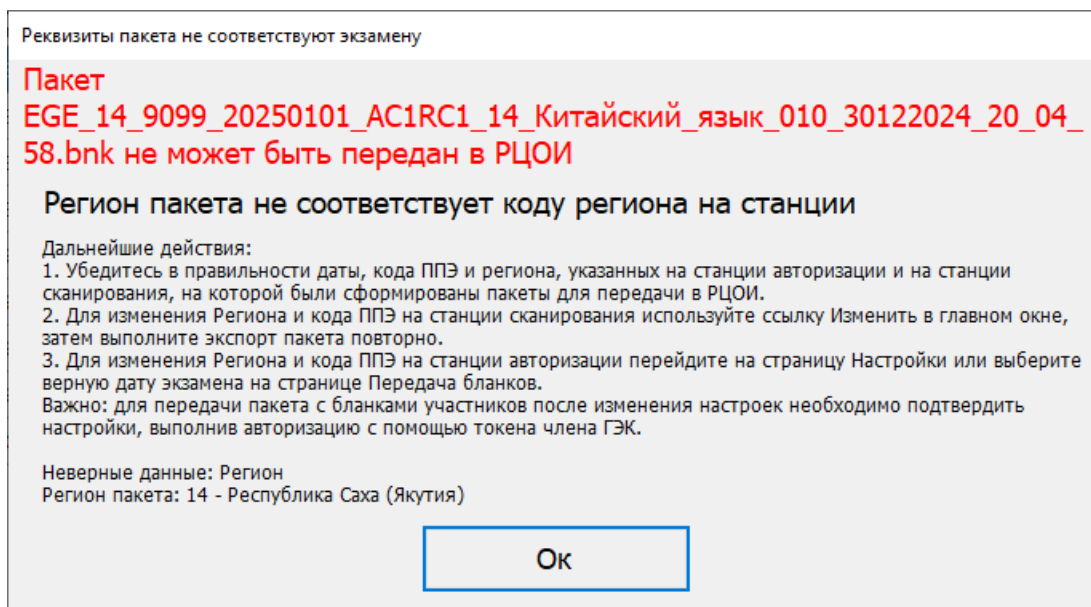 Реквизиты пакета не соответствуют экзамену
Пакет
EGE_14_9099_20250101_AC1RC1_14_Китайский_язык_010_30122024_20_04_
58.bnk не может быть передан в РЦОИ
Регион пакета не соответствует коду региона на станции
Дальнейшие действия:
1. Убедитесь в правильности даты, кода ППЭ и региона, указанных на станции авторизации и на станции
сканирования, на которой были сформированы пакеты для передачи в РЦОИ.
2. Для изменения Региона и кода ППЭ на станции сканирования используйте ссылку Изменить в главном окне,
затем выполните экспорт пакета повторно.
3. Для изменения Региона и кода ППЭ на станции авторизации перейдите на страницу Настройки или выберите
верную дату экзамена на странице Передача бланков.
Важно: для передачи пакета с бланками участников после изменения настроек необходимо подтвердить
настройки, выполнив авторизацию с помощью токена члена ГЭК.
Неверные данные: Регион
Регион пакета: 14 - Республика Саха (Якутия)
Ок